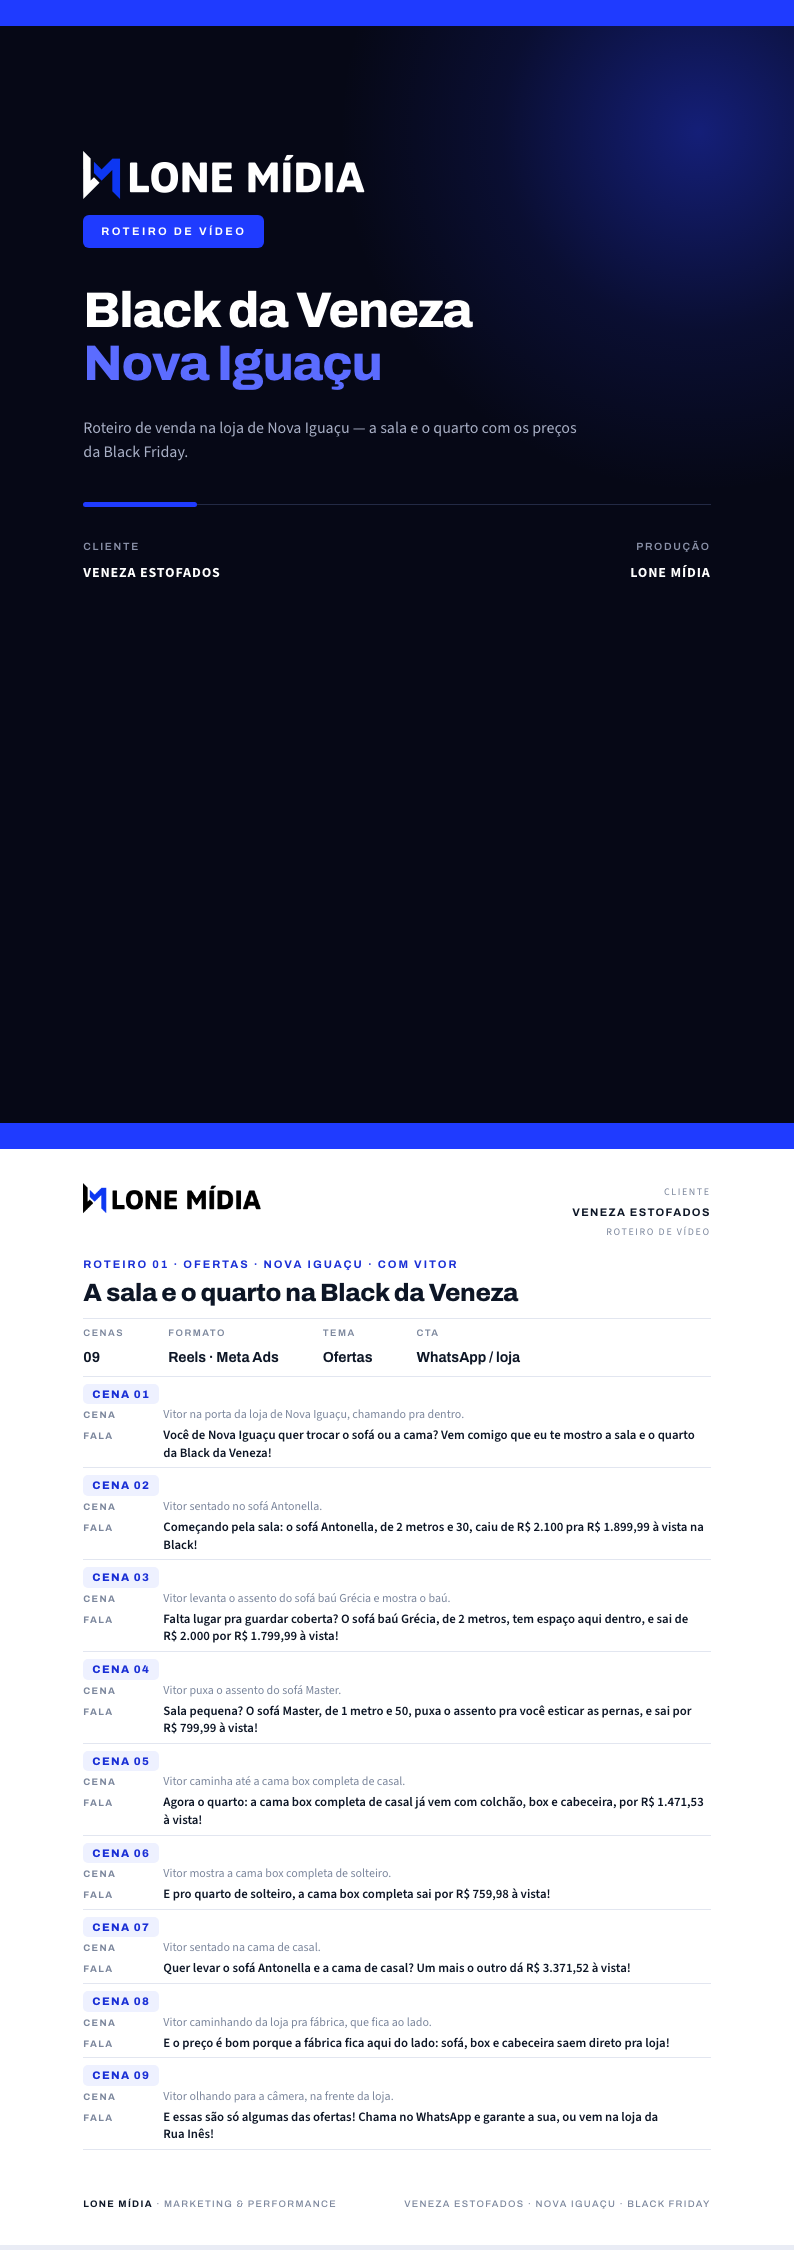 LONE MÍDIA
ROTEIRO DE VÍDEO
Black da Veneza
Nova Iguaçu
Roteiro de venda na loja de Nova Iguaçu — a sala e o quarto com os preços
da Black Friday.
CLIENTE
VENEZA ESTOFADOS
PRODUÇÃO
LONE MÍDIA
LONE MÍDIA
CLIENTE
VENEZA ESTOFADOS
ROTEIRO DE VÍDEO
ROTEIRO 01 · OFERTAS · NOVA IGUAÇU · COM VITOR
A sala e o quarto na Black da Veneza
CENAS
09
FORMATO
Reels · Meta Ads
TEMA
Ofertas
CTA
WhatsApp / loja
CENA 01
CENA Vitor na porta da loja de Nova Iguaçu, chamando pra dentro.
FALA Você de Nova Iguaçu quer trocar o sofá ou a cama? Vem comigo que eu te mostro a sala e o quarto
da Black da Veneza!
CENA 02
CENA Vitor sentado no sofá Antonella.
FALA Começando pela sala: o sofá Antonella, de 2 metros e 30, caiu de R$ 2.100 pra R$ 1.899,99 à vista na
Black!
CENA 03
CENA Vitor levanta o assento do sofá baú Grécia e mostra o baú.
FALA Falta lugar pra guardar coberta? O sofá baú Grécia, de 2 metros, tem espaço aqui dentro, e sai de
R$ 2.000 por R$ 1.799,99 à vista!
CENA 04
CENA Vitor puxa o assento do sofá Master.
FALA Sala pequena? O sofá Master, de 1 metro e 50, puxa o assento pra você esticar as pernas, e sai por
R$ 799,99 à vista!
CENA 05
CENA Vitor caminha até a cama box completa de casal.
FALA Agora o quarto: a cama box completa de casal já vem com colchão, box e cabeceira, por R$ 1.471,53
à vista!
CENA 06
CENA Vitor mostra a cama box completa de solteiro.
FALA E pro quarto de solteiro, a cama box completa sai por R$ 759,98 à vista!
CENA 07
CENA Vitor sentado na cama de casal.
FALA Quer levar o sofá Antonella e a cama de casal? Um mais o outro dá R$ 3.371,52 à vista!
CENA 08
CENA Vitor caminhando da loja pra fábrica, que fica ao lado.
FALA E o preço é bom porque a fábrica fica aqui do lado: sofá, box e cabeceira saem direto pra loja!
CENA 09
CENA Vitor olhando para a câmera, na frente da loja.
FALA E essas são só algumas das ofertas! Chama no WhatsApp e garante a sua, ou vem na loja da
Rua Inês!
LONE MÍDIA · MARKETING & PERFORMANCE
VENEZA ESTOFADOS · NOVA IGUAÇU · BLACK FRIDAY